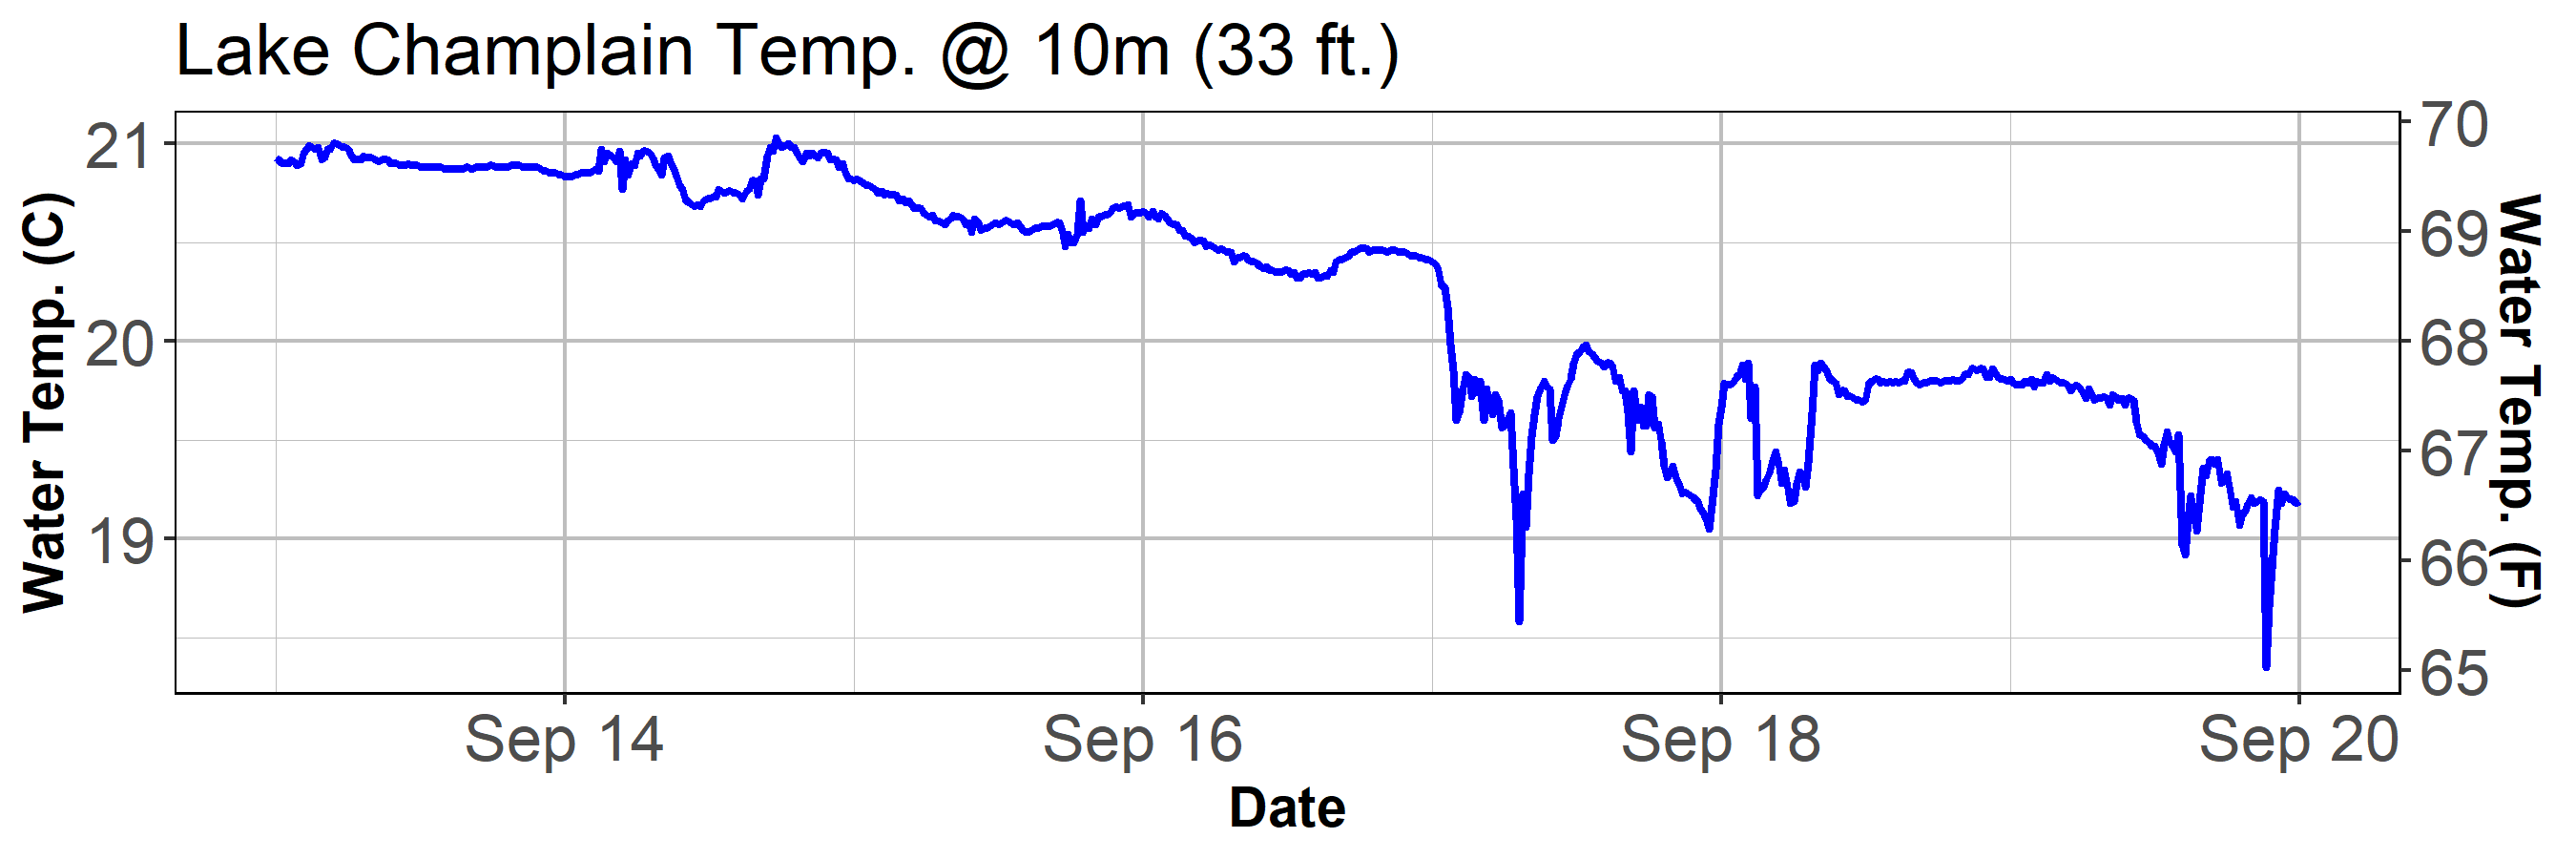 Lake Champlain Temp. @ 10m (33 ft.)
Water Temp. (C)
21
20
19
70
69
68
67
66
65
Water Temp. (F)
Sep 14
Sep 16
Sep 18
Sep 20
Date